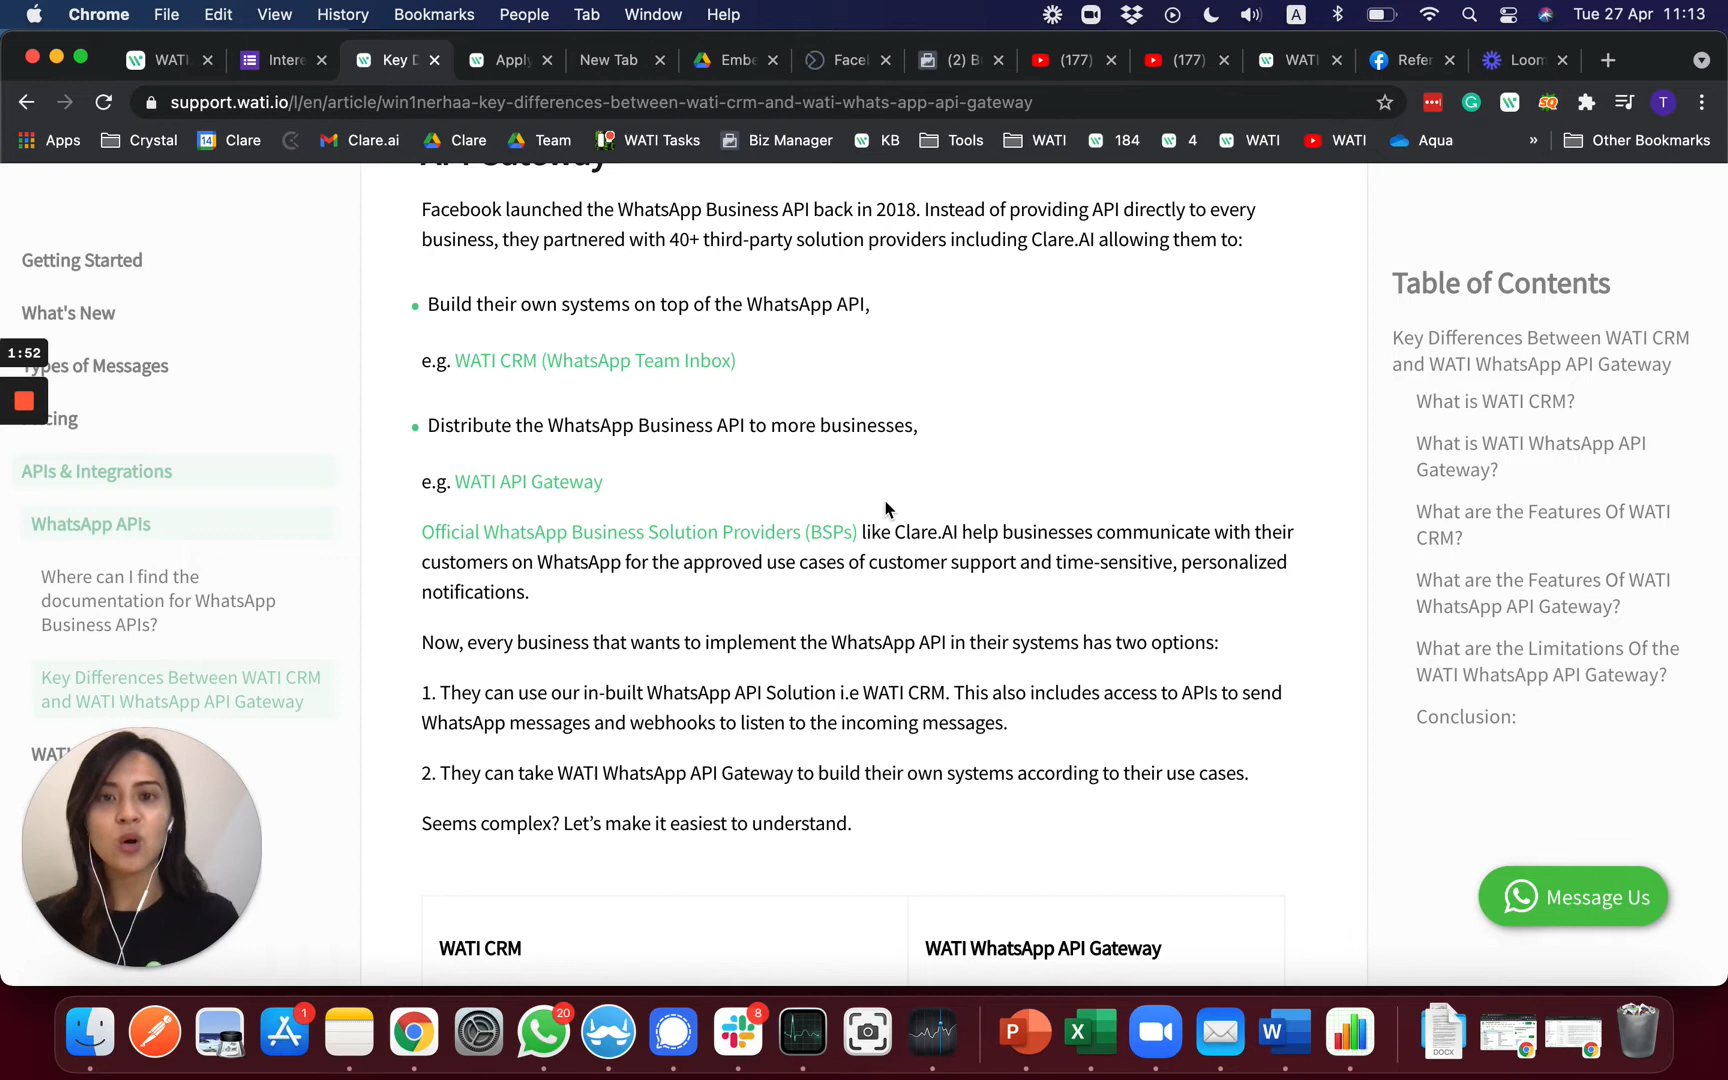 Chrome File Edit View History Bookmarks People Tab Window Help A Tue 27 Apr 11:13
WATI Intere Key D Apply New Tab Embe Facel (2) B (177) (177) WATI Refer Loom
support.wati.io/l/en/article/win1nerhaa-key-differences-between-wati-crm-and-wati-whats-app-api-gateway T
Apps Crystal 14 Clare Clare.ai Clare Team WATI Tasks Biz Manager KB Tools WATI 184 4 WATI WATI Aqua » Other Bookmarks
API Gateway
Facebook launched the WhatsApp Business API back in 2018. Instead of providing API directly to every
business, they partnered with 40+ third-party solution providers including Clare.AI allowing them to:
Build their own systems on top of the WhatsApp API,
e.g. WATI CRM (WhatsApp Team Inbox)
Distribute the WhatsApp Business API to more businesses,
e.g. WATI API Gateway
Official WhatsApp Business Solution Providers (BSPs) like Clare.AI help businesses communicate with their
customers on WhatsApp for the approved use cases of customer support and time-sensitive, personalized
notifications.
Now, every business that wants to implement the WhatsApp API in their systems has two options:
1. They can use our in-built WhatsApp API Solution i.e WATI CRM. This also includes access to APIs to send
WhatsApp messages and webhooks to listen to the incoming messages.
2. They can take WATI WhatsApp API Gateway to build their own systems according to their use cases.
Seems complex? Let's make it easiest to understand.
WATI CRM
WATI WhatsApp API Gateway
Getting Started
What's New
1:52
Types of Messages
icing
APIs & Integrations
WhatsApp APIs
Where can I find the
documentation for WhatsApp
Business APIs?
Key Differences Between WATI CRM
and WATI WhatsApp API Gateway
WATI
Table of Contents
Key Differences Between WATI CRM
and WATI WhatsApp API Gateway
What is WATI CRM?
What is WATI WhatsApp API
Gateway?
What are the Features Of WATI
CRM?
What are the Features Of WATI
WhatsApp API Gateway?
What are the Limitations Of the
WATI WhatsApp API Gateway?
Conclusion:
Message Us
1 20 8 P X W DOCX